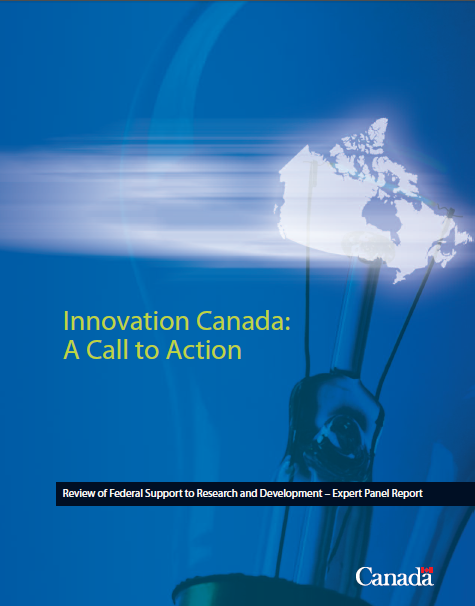 Innovation Canada:
A Call to Action
Review of Federal Support to Research and Development – Expert Panel Report
Canada